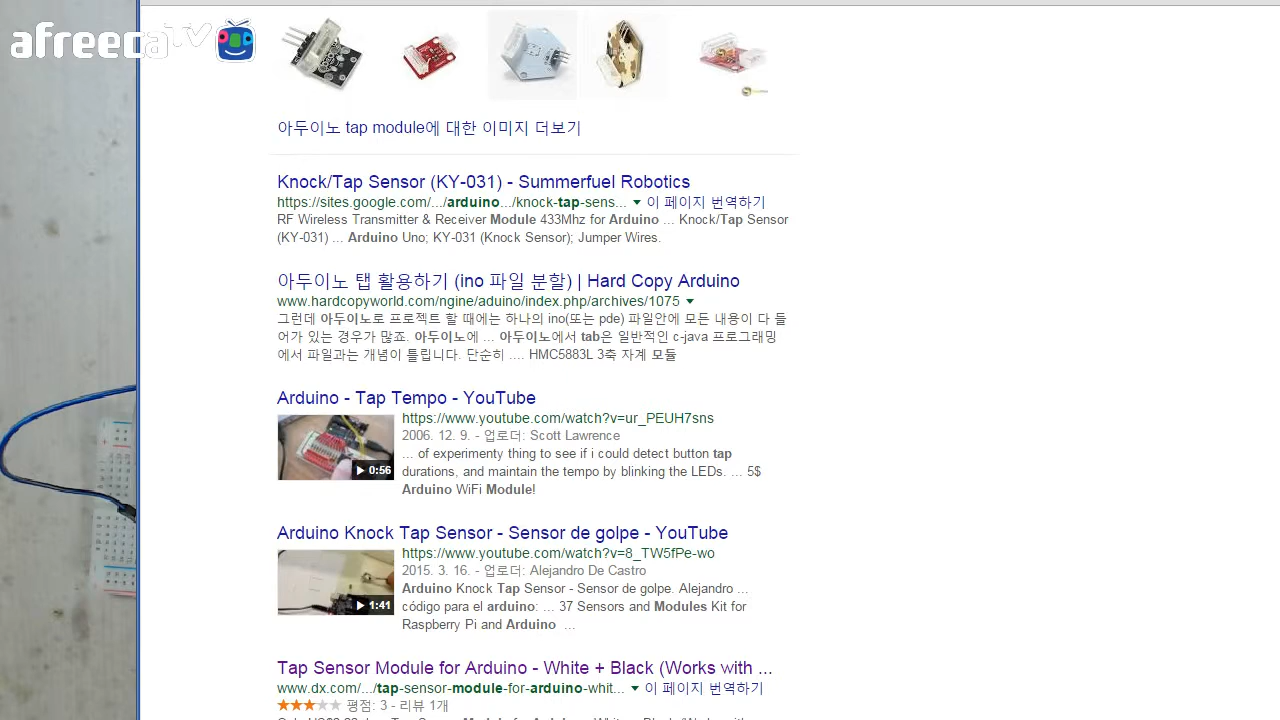 afreecaTV
아두이노 tap module에 대한 이미지 더보기
Knock/Tap Sensor (KY-031) - Summerfuel Robotics
https://sites.google.com/.../arduino.../knock-tap-sens... 이 페이지 번역하기
RF Wireless Transmitter & Receiver Module 433Mhz for Arduino ... Knock/Tap Sensor
(KY-031) ... Arduino Uno; KY-031 (Knock Sensor); Jumper Wires.
아두이노 탭 활용하기 (ino 파일 분할) | Hard Copy Arduino
www.hardcopyworld.com/ngine/aduino/index.php/archives/1075
그런데 아두이노로 프로젝트 할 때에는 하나의 ino(또는 pde) 파일안에 모든 내용이 다 들
어가 있는 경우가 많죠. 아두이노에 ... 아두이노에서 tab은 일반적인 c-java 프로그래밍
에서 파일과는 개념이 틀립니다. 단순히 .... HMC5883L 3축 자계 모듈
Arduino - Tap Tempo - YouTube
https://www.youtube.com/watch?v=ur_PEUH7sns
2006. 12. 9. - 업로더: Scott Lawrence
... of experimenty thing to see if i could detect button tap
durations, and maintain the tempo by blinking the LEDs. ... 5$
Arduino WiFi Module!
0:56
Arduino Knock Tap Sensor - Sensor de golpe - YouTube
https://www.youtube.com/watch?v=8_TW5fPe-wo
2015. 3. 16. - 업로더: Alejandro De Castro
Arduino Knock Tap Sensor - Sensor de golpe. Alejandro ...
código para el arduino: ... 37 Sensors and Modules Kit for
Raspberry Pi and Arduino ...
1:41
Tap Sensor Module for Arduino - White + Black (Works with ...
www.dx.com/.../tap-sensor-module-for-arduino-whit... 이 페이지 번역하기
평점: 3 - 리뷰 1개